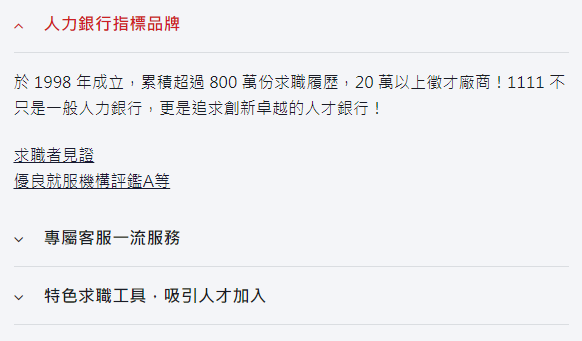 人力銀行指標品牌
於 1998 年成立，累積超過 800 萬份求職履歷，20 萬以上徵才廠商！1111 不
只是一般人力銀行，更是追求創新卓越的人才銀行！
求職者見證
優良就服機構評鑑A等
專屬客服一流服務
特色求職工具．吸引人才加入